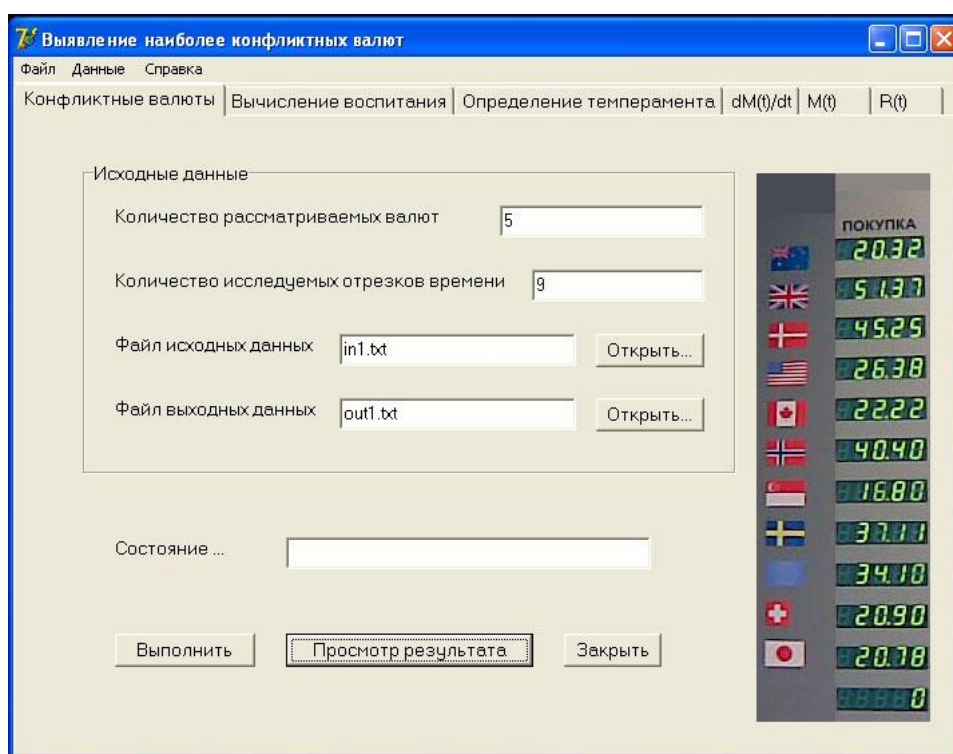 Выявление наиболее конфликтных валют
Файл Данные Справка
Конфликтные валюты Вычисление воспитания Определение темперамента dM(t)/dt M(t) R(t)
Исходные данные
Количество рассматриваемых валют 5
Количество исследуемых отрезков времени 9
Файл исходных данных in1.txt Открыть...
Файл выходных данных out1.txt Открыть...
Состояние ...
Выполнить Просмотр результата Закрыть
ПОКУПКА
20.32
51.37
45.25
26.38
22.22
40.40
16.80
37.11
34.10
20.90
20.78
0